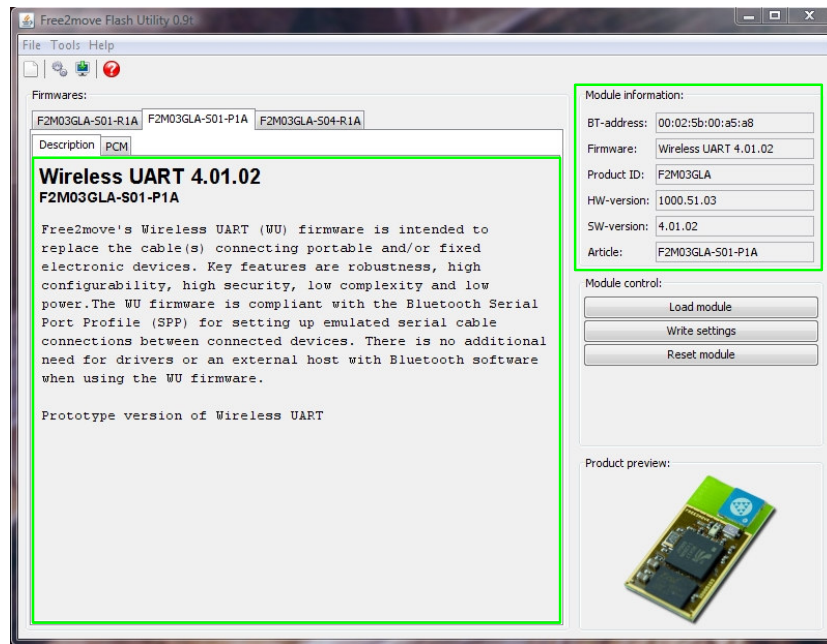 Free2move Flash Utility 0.9t
File Tools Help
Firmwares:
F2M03GLA-S01-R1A F2M03GLA-S01-P1A F2M03GLA-S04-R1A
Description PCM
Wireless UART 4.01.02
F2M03GLA-S01-P1A
Free2move's Wireless UART (WU) firmware is intended to
replace the cable(s) connecting portable and/or fixed
electronic devices. Key features are robustness, high
configurability, high security, low complexity and low
power.The WU firmware is compliant with the Bluetooth Serial
Port Profile (SPP) for setting up emulated serial cable
connections between connected devices. There is no additional
need for drivers or an external host with Bluetooth software
when using the WU firmware.
Prototype version of Wireless UART
Module information:
BT-address: 00:02:5b:00:a5:a8
Firmware: Wireless UART 4.01.02
Product ID: F2M03GLA
HW-version: 1000.51.03
SW-version: 4.01.02
Article: F2M03GLA-S01-P1A
Module control:
Load module
Write settings
Reset module
Product preview:
FREE2MOVE